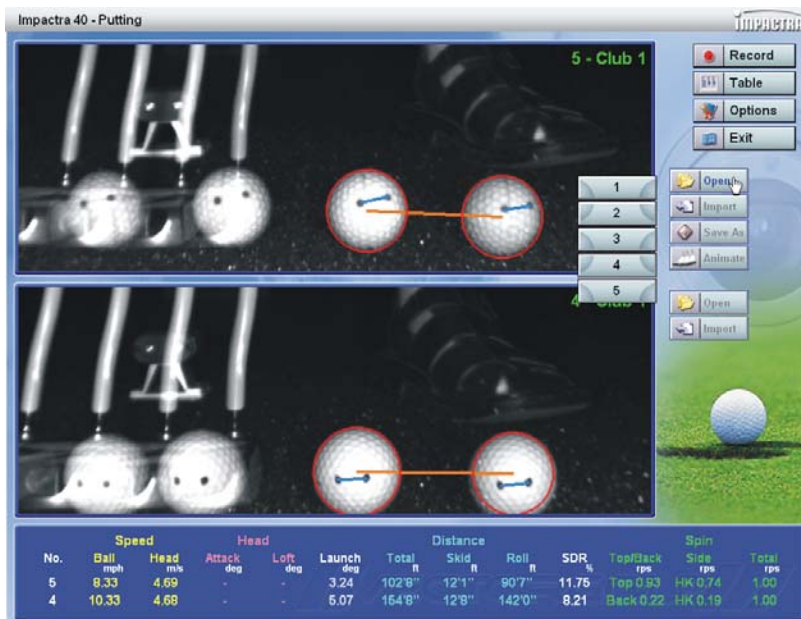 Impactra 40 - Putting
IMPACTRA
5 - Club 1
Record
Table
Options
Exit
Open
Import
Save As
Animate
1
2
3
4
5
Open
Import
4 - Club 1
Speed Head Distance Spin
No. Ball Head Attack Loft Launch Total Skid Roll SDR Top/Back Side Total
mph m/s deg deg deg ft ft ft % rps rps rps
5 8.33 4.69 - - 3.24 102'8" 12'1" 90'7" 11.75 Top 0.93 HK 0.74 1.00
4 10.33 4.68 - - 5.07 154'8" 12'8" 142'0" 8.21 Back 0.22 HK 0.19 1.00